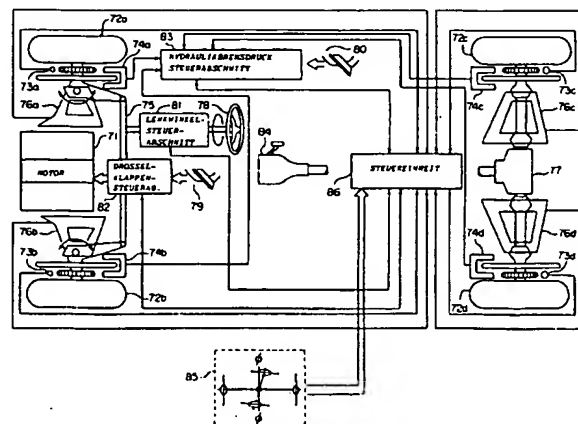 72a
83
80
72c
74a
HYDRAULIKBREMSDRUCK
STEUERABSCHNITT
73a
74c
73c
76a
75
81
78
76c
71
LENKWINKEL-
STEUER-
ABSCHNITT
84
MOTOR
DROSSEL-
KLAPPEN-
STEUERAB.
STEUEREINHEIT
77
86
79
82
76b
76d
74b
74d
73b
73d
72b
72d
85